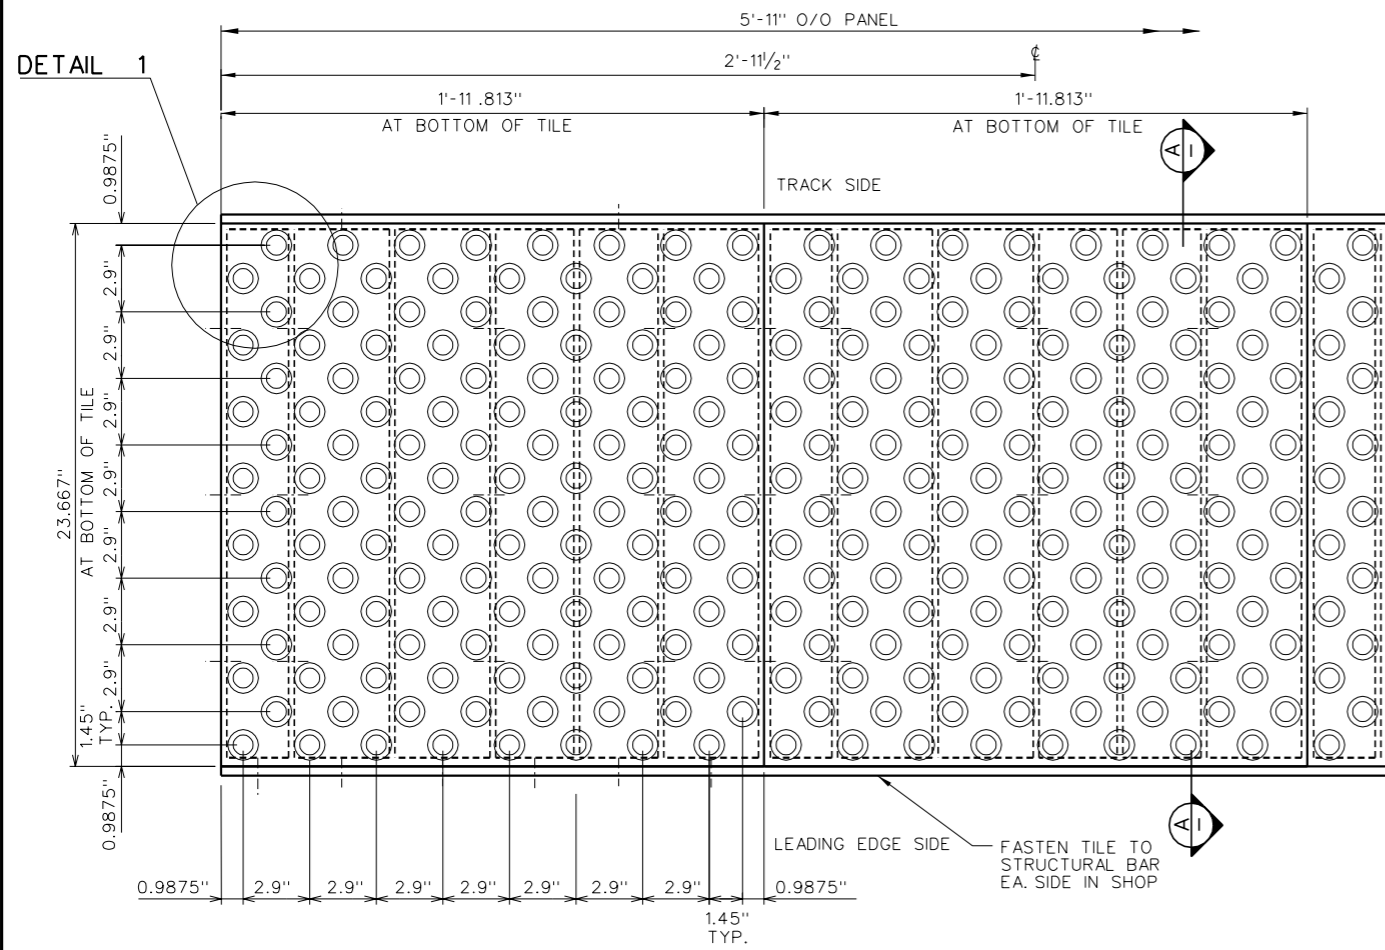 5'-11" O/O PANEL
DETAIL 1
2'-11 1/2"
℄
1'-11 .813"
AT BOTTOM OF TILE
1'-11.813"
AT BOTTOM OF TILE
A
I
0.9875"
TRACK SIDE
2.9"
2.9"
2.9"
2.9"
2.9"
2.9"
2.9"
23.667"
AT BOTTOM OF TILE
1.45"
TYP.
0.9875"
LEADING EDGE SIDE
FASTEN TILE TO
STRUCTURAL BAR
EA. SIDE IN SHOP
A
I
0.9875"
2.9"
2.9"
2.9"
2.9"
2.9"
2.9"
2.9"
0.9875"
1.45"
TYP.